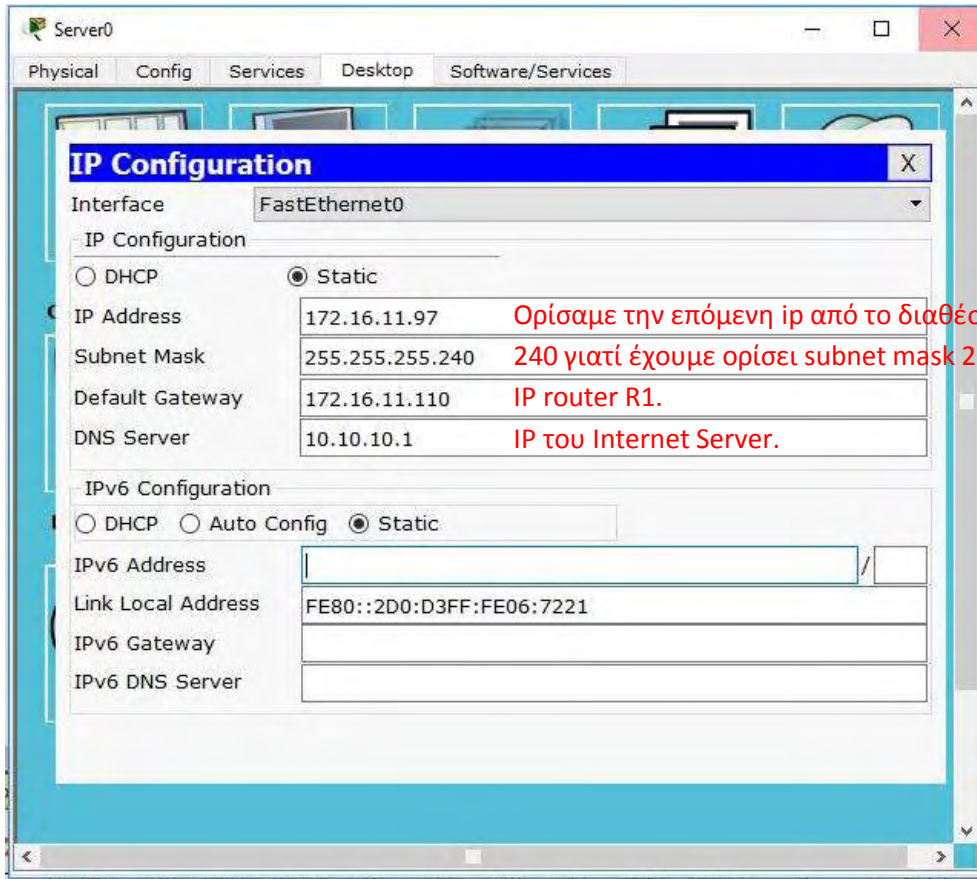 Server0
Physical Config Services Desktop Software/Services
IP Configuration X
Interface FastEthernet0
IP Configuration
DHCP Static
IP Address 172.16.11.97 Ορίσαμε την επόμενη ip από το
Subnet Mask 255.255.255.240 240 γιατί έχουμε ορίσει subnet mask 2
Default Gateway 172.16.11.110 IP router R1.
DNS Server 10.10.10.1 IP του Internet Server.
IPv6 Configuration
DHCP Auto Config Static
IPv6 Address /
Link Local Address FE80::2D0:D3FF:FE06:7221
IPv6 Gateway
IPv6 DNS Server